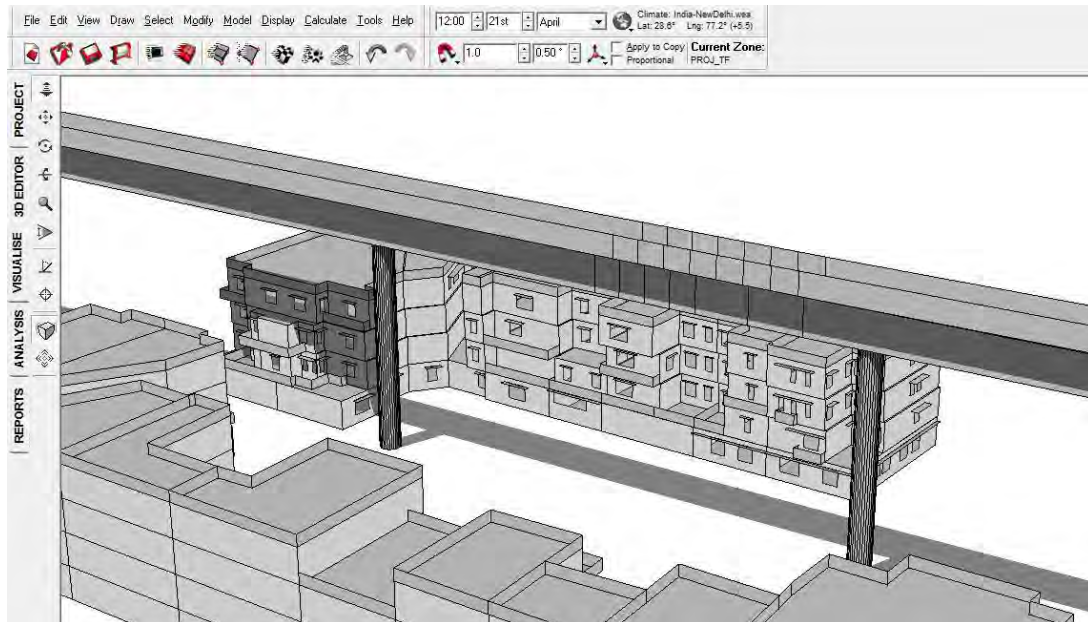 File Edit View Draw Select Modify Model Display Calculate Tools Help
12:00 21st April
Climate: India-NewDelhi.wea
Lat: 28.6° Lng: 77.2° (+5.5)
1.0 0.50° Apply to Copy
Proportional
Current Zone:
PROJ_TF
PROJECT
3D EDITOR
VISUALISE
ANALYSIS
REPORTS